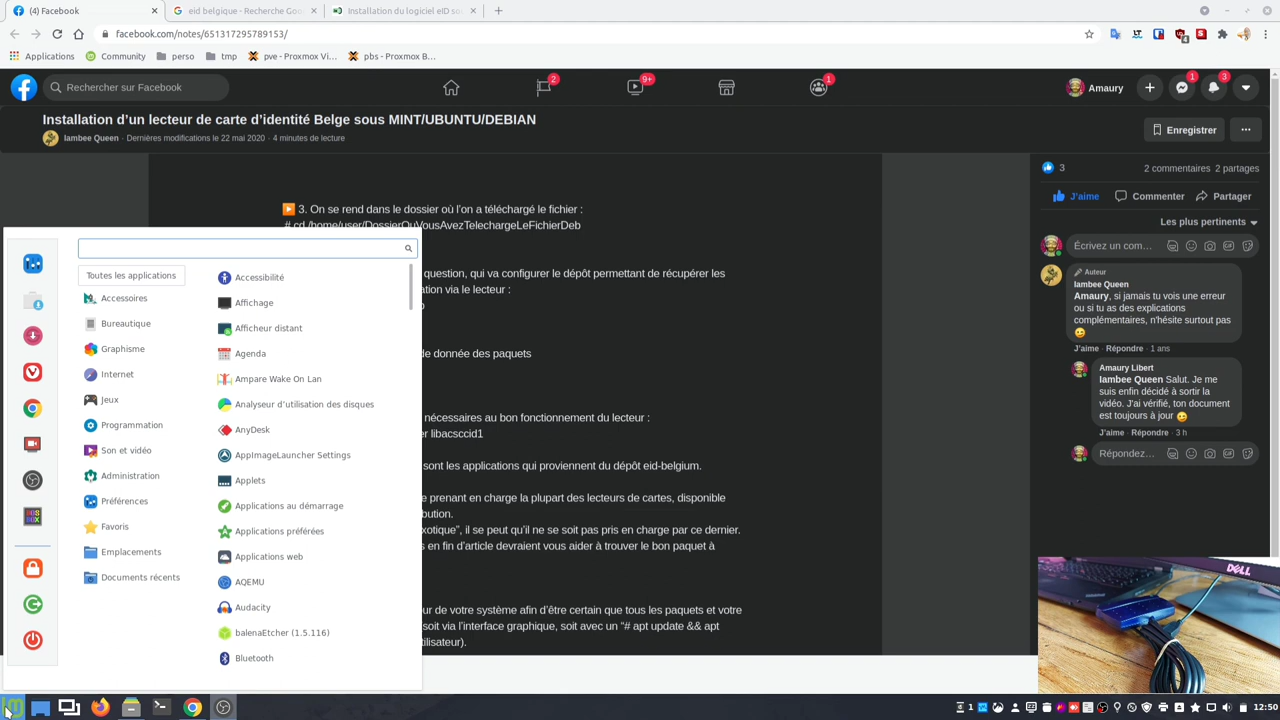 (4) Facebook
eid belgique - Recherche Goo
Installation du logiciel eID so
facebook.com/notes/651317295789153/
Applications
Community
perso
tmp
pve - Proxmox Vi...
pbs - Proxmox B...
Rechercher sur Facebook
2
9+
1
Amaury
1
3
Installation d'un lecteur de carte d'identité Belge sous MINT/UBUNTU/DEBIAN
Iambee Queen · Dernières modifications le 22 mai 2020 · 4 minutes de lecture
Enregistrer
3. On se rend dans le dossier où l'on a téléchargé le fichier :
# cd /home/user/DossierOuVousAvezTelechargeLeFichierDeb
question, qui va configurer le dépôt permettant de récupérer les
ation via le lecteur :
de donnée des paquets
nécessaires au bon fonctionnement du lecteur :
er libacsccid1
sont les applications qui proviennent du dépôt eid-belgium.
e prenant en charge la plupart des lecteurs de cartes, disponible
bution.
xotique", il se peut qu'il ne se soit pas pris en charge par ce dernier.
s en fin d'article devraient vous aider à trouver le bon paquet à
ur de votre système afin d'être certain que tous les paquets et votre
soit via l'interface graphique, soit avec un "# apt update && apt
tilisateur).
Toutes les applications
Accessoires
Bureautique
Graphisme
Internet
Jeux
Programmation
Son et vidéo
Administration
Préférences
Favoris
Emplacements
Documents récents
Accessibilité
Affichage
Afficheur distant
Agenda
Ampare Wake On Lan
Analyseur d'utilisation des disques
AnyDesk
AppImageLauncher Settings
Applets
Applications au démarrage
Applications préférées
Applications web
AQEMU
Audacity
balenaEtcher (1.5.116)
Bluetooth
3
2 commentaires 2 partages
J'aime
Commenter
Partager
Les plus pertinents
Écrivez un com...
Auteur
Iambee Queen
Amaury, si jamais tu vois une erreur
ou si tu as des explications
complémentaires, n'hésite surtout pas
J'aime · Répondre · 1 ans
Amaury Libert
Iambee Queen Salut. Je me
suis enfin décidé à sortir la
vidéo. J'ai vérifié, ton document
est toujours à jour
J'aime · Répondre · 3 h
Répondez...
DELL
1
12:50